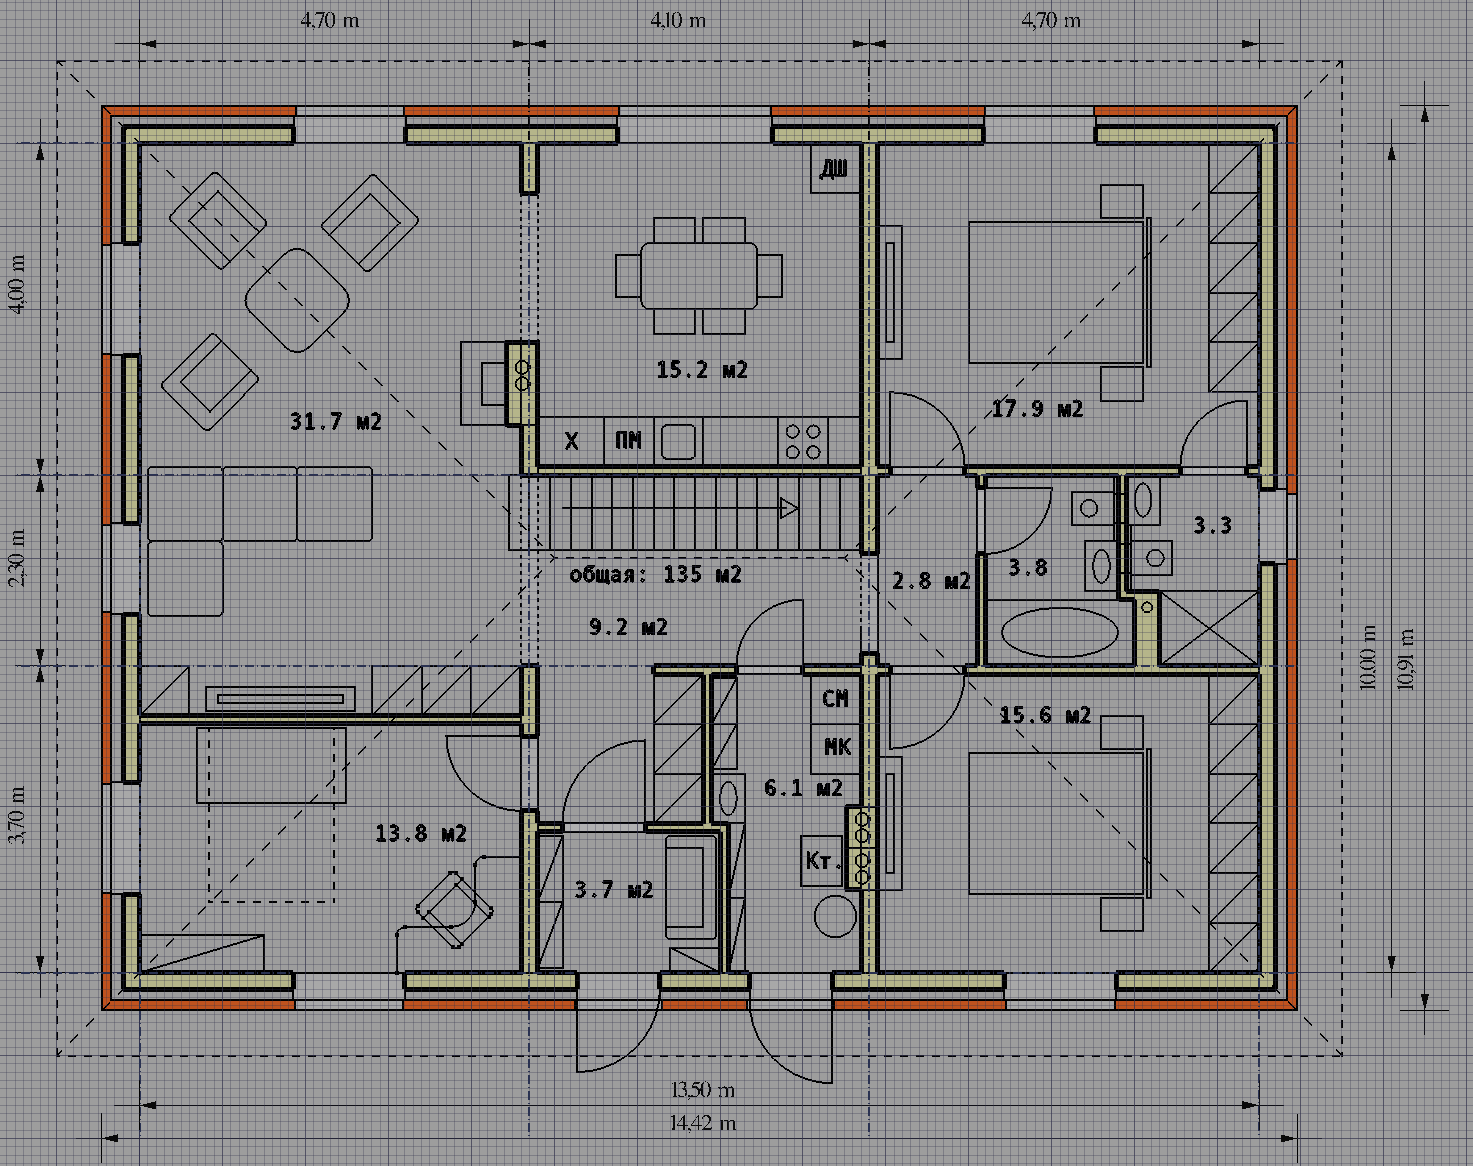 4,70 m
4,10 m
4,70 m
ДШ
4,00 m
15.2 м2
17.9 м2
31.7 м2
Х
ПМ
3.3
2,30 m
общая: 135 м2
2.8 м2
3.8
9.2 м2
10.00 m
10,91 m
СМ
15.6 м2
МК
6.1 м2
3,70 m
13.8 м2
Кт.
3.7 м2
13,50 m
14,42 m